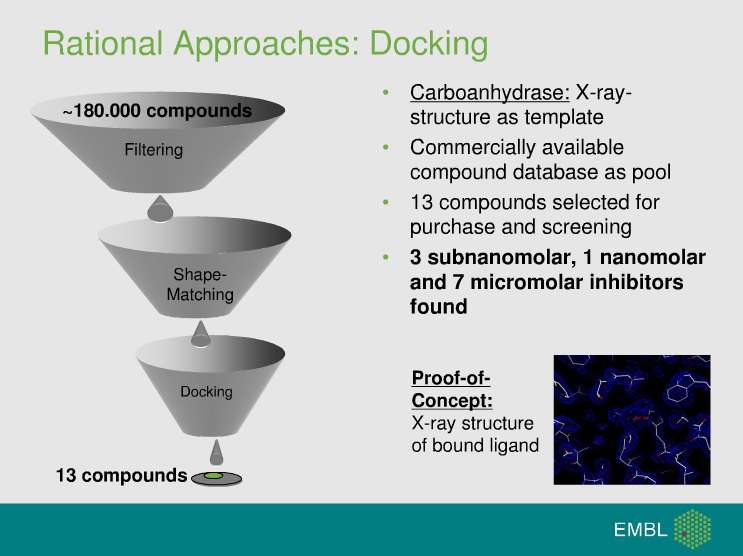 Rational Approaches: Docking
~180.000 compounds
Filtering
Shape-
Matching
Docking
13 compounds
• Carboanhydrase: X-ray-
structure as template
• Commercially available
compound database as pool
• 13 compounds selected for
purchase and screening
• 3 subnanomolar, 1 nanomolar
and 7 micromolar inhibitors
found
Proof-of-
Concept:
X-ray structure
of bound ligand
EMBL